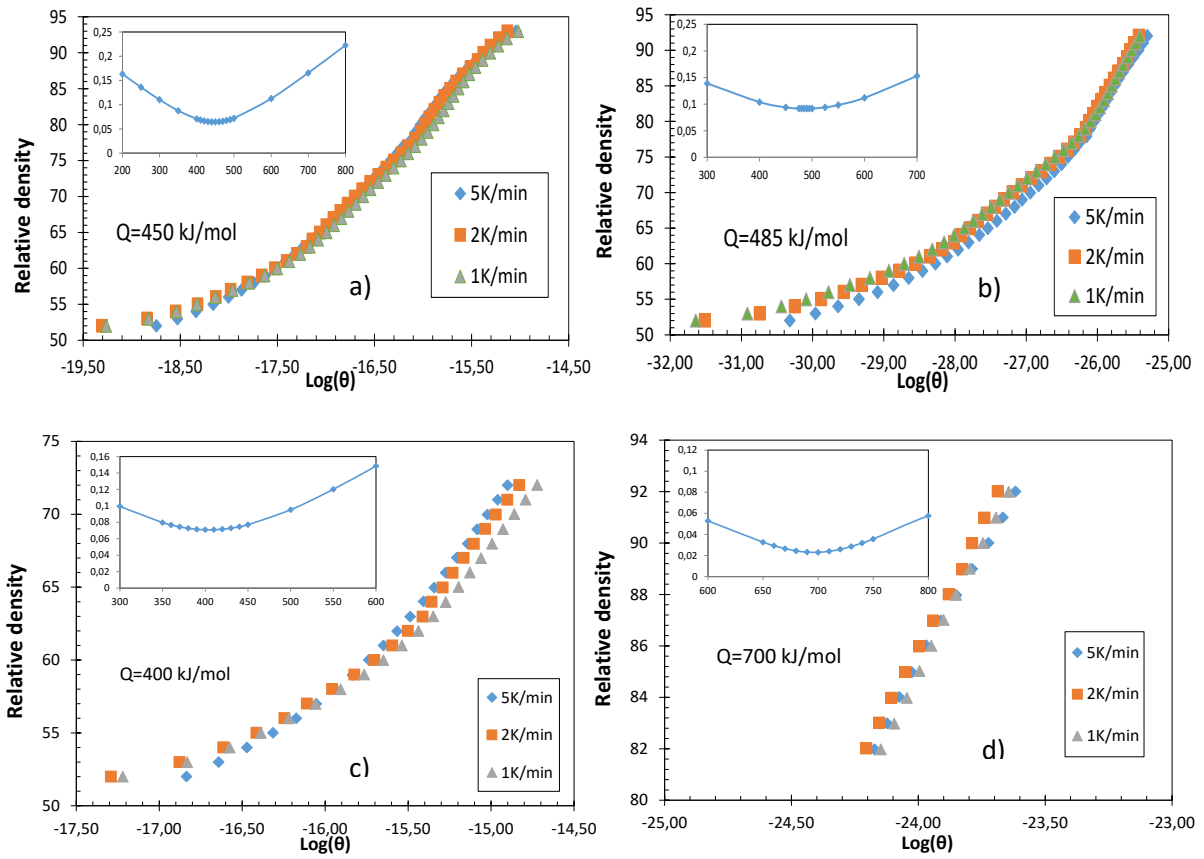 95
90
85
80
75
70
65
60
55
50
Relative density
0,25
0,2
0,15
0,1
0,05
0
200 300 400 500 600 700 800
Q=450 kJ/mol
5K/min
2K/min
1K/min
a)
-19,50 -18,50 -17,50 -16,50 -15,50 -14,50
Log(θ)
95
90
85
80
75
70
65
60
55
50
Relative density
0,25
0,2
0,15
0,1
0,05
0
300 400 500 600 700
Q=485 kJ/mol
5K/min
2K/min
1K/min
b)
-32,00 -31,00 -30,00 -29,00 -28,00 -27,00 -26,00 -25,00
Log(θ)
75
70
65
60
55
50
Relative density
0,16
0,14
0,12
0,1
0,08
0,06
0,04
0,02
0
300 350 400 450 500 550 600
Q=400 kJ/mol
5K/min
2K/min
1K/min
c)
-17,50 -17,00 -16,50 -16,00 -15,50 -15,00 -14,50
Log(θ)
94
92
90
88
86
84
82
80
Relative density
0,12
0,1
0,08
0,06
0,04
0,02
0
600 650 700 750 800
Q=700 kJ/mol
5K/min
2K/min
1K/min
d)
-25,00 -24,50 -24,00 -23,50 -23,00
Log(θ)